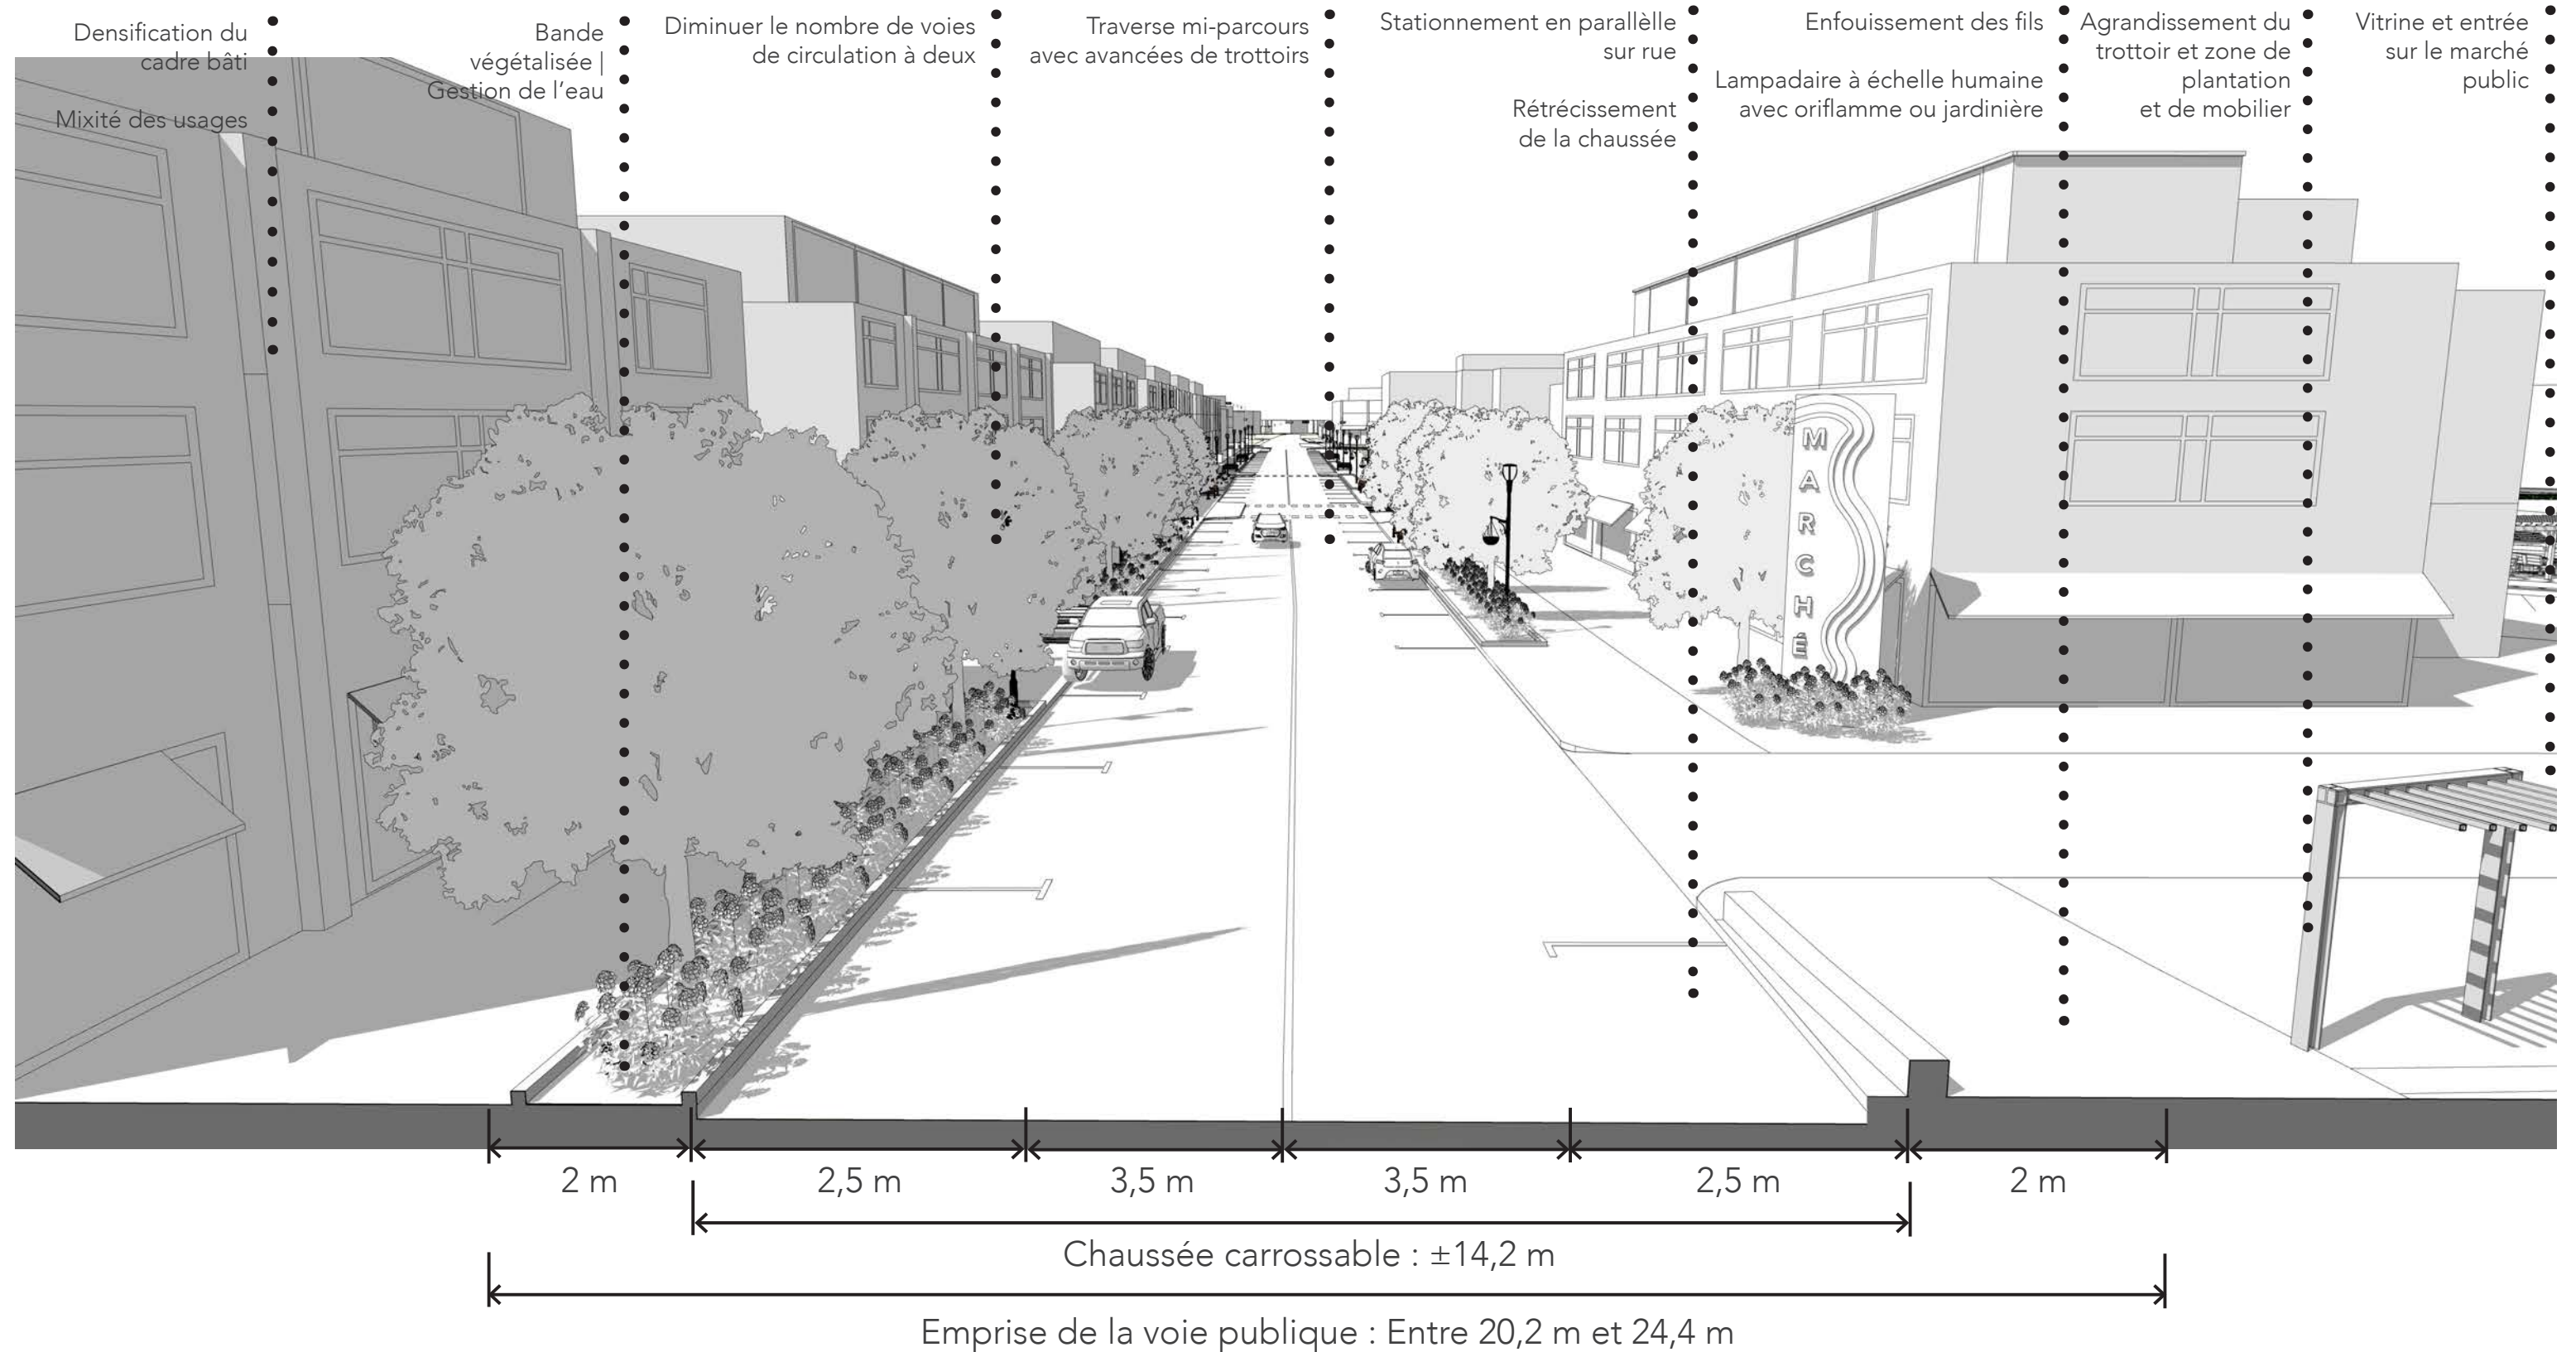 Densification du
cadre bâti
Mixité des usages
Bande
végétalisée |
Gestion de l'eau
Diminuer le nombre de voies
de circulation à deux
Traverse mi-parcours
avec avancées de trottoirs
Stationnement en parallèlle
sur rue
Rétrécissement
de la chaussée
Enfouissement des fils
Lampadaire à échelle humaine
avec oriflamme ou jardinière
Agrandissement du
trottoir et zone de
plantation
et de mobilier
Vitrine et entrée
sur le marché
public
MARCHÉ
2 m
2,5 m
3,5 m
3,5 m
2,5 m
2 m
Chaussée carrossable : ±14,2 m
Emprise de la voie publique : Entre 20,2 m et 24,4 m